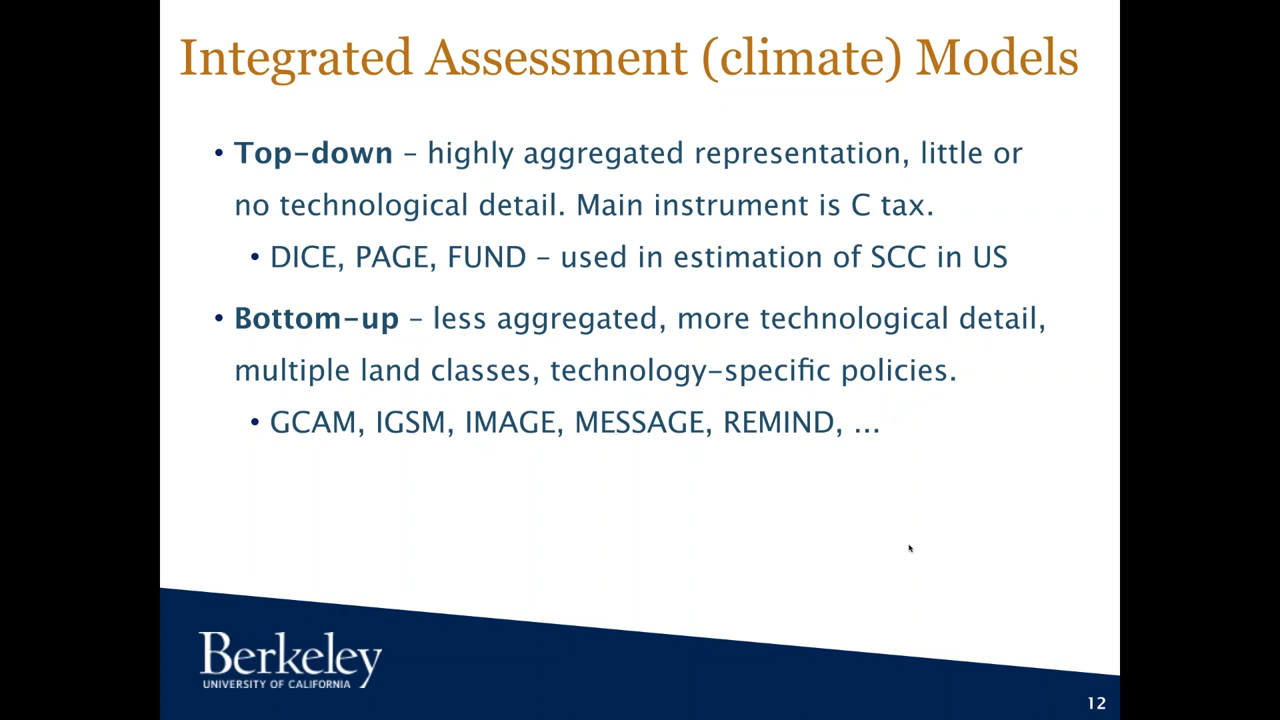 Integrated Assessment (climate) Models
• Top-down – highly aggregated representation, little or
no technological detail. Main instrument is C tax.
• DICE, PAGE, FUND – used in estimation of SCC in US
• Bottom-up – less aggregated, more technological detail,
multiple land classes, technology-specific policies.
• GCAM, IGSM, IMAGE, MESSAGE, REMIND, ...
Berkeley
UNIVERSITY OF CALIFORNIA
12